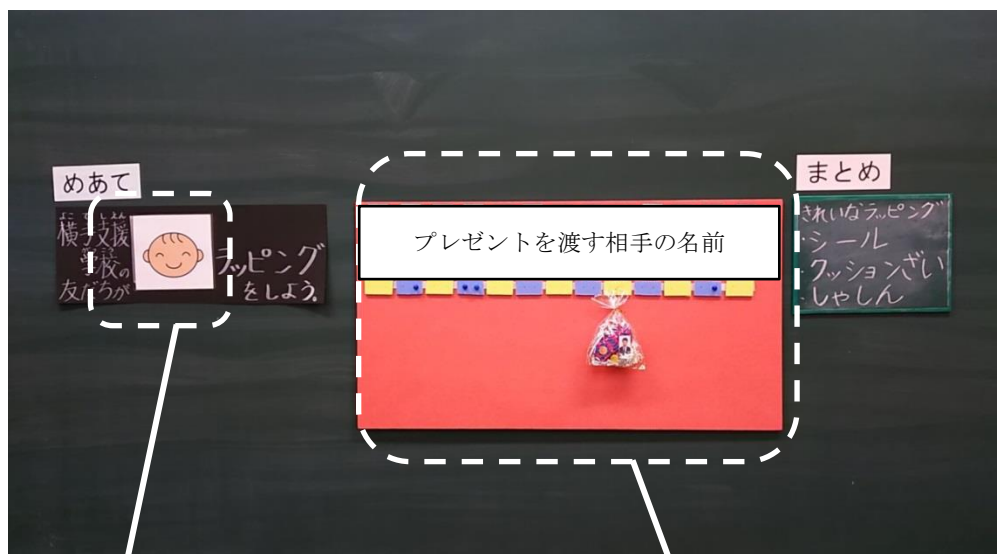 めあて
横手支援
学校の
友だちが
ラッピング
をしよう。
プレゼントを渡す相手の名前
まとめ
きれいなラッピング
・シール
・クッションざい
・しゃしん